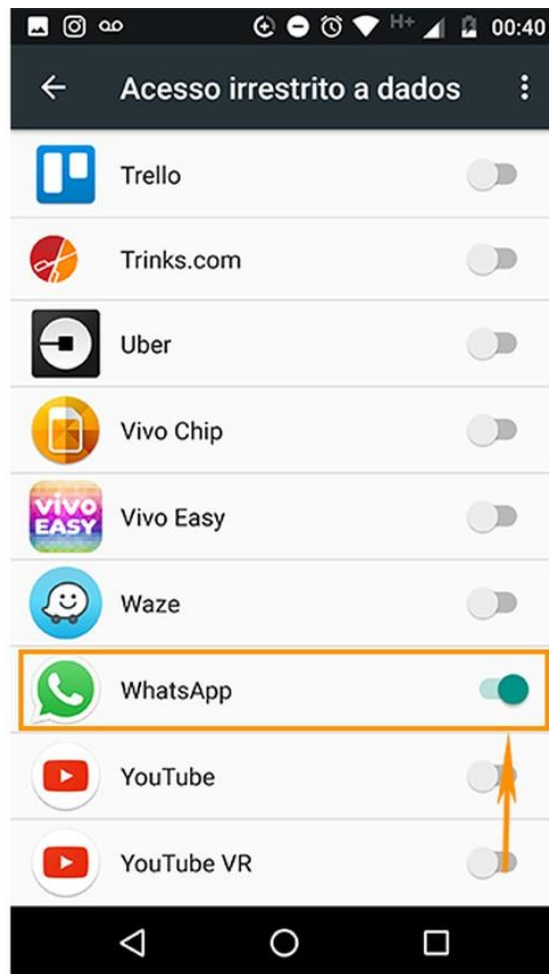 H+ 00:40
Acesso irrestrito a dados
Trello
Trinks.com
Uber
Vivo Chip
vivo
EASY
Vivo Easy
Waze
WhatsApp
YouTube
YouTube VR